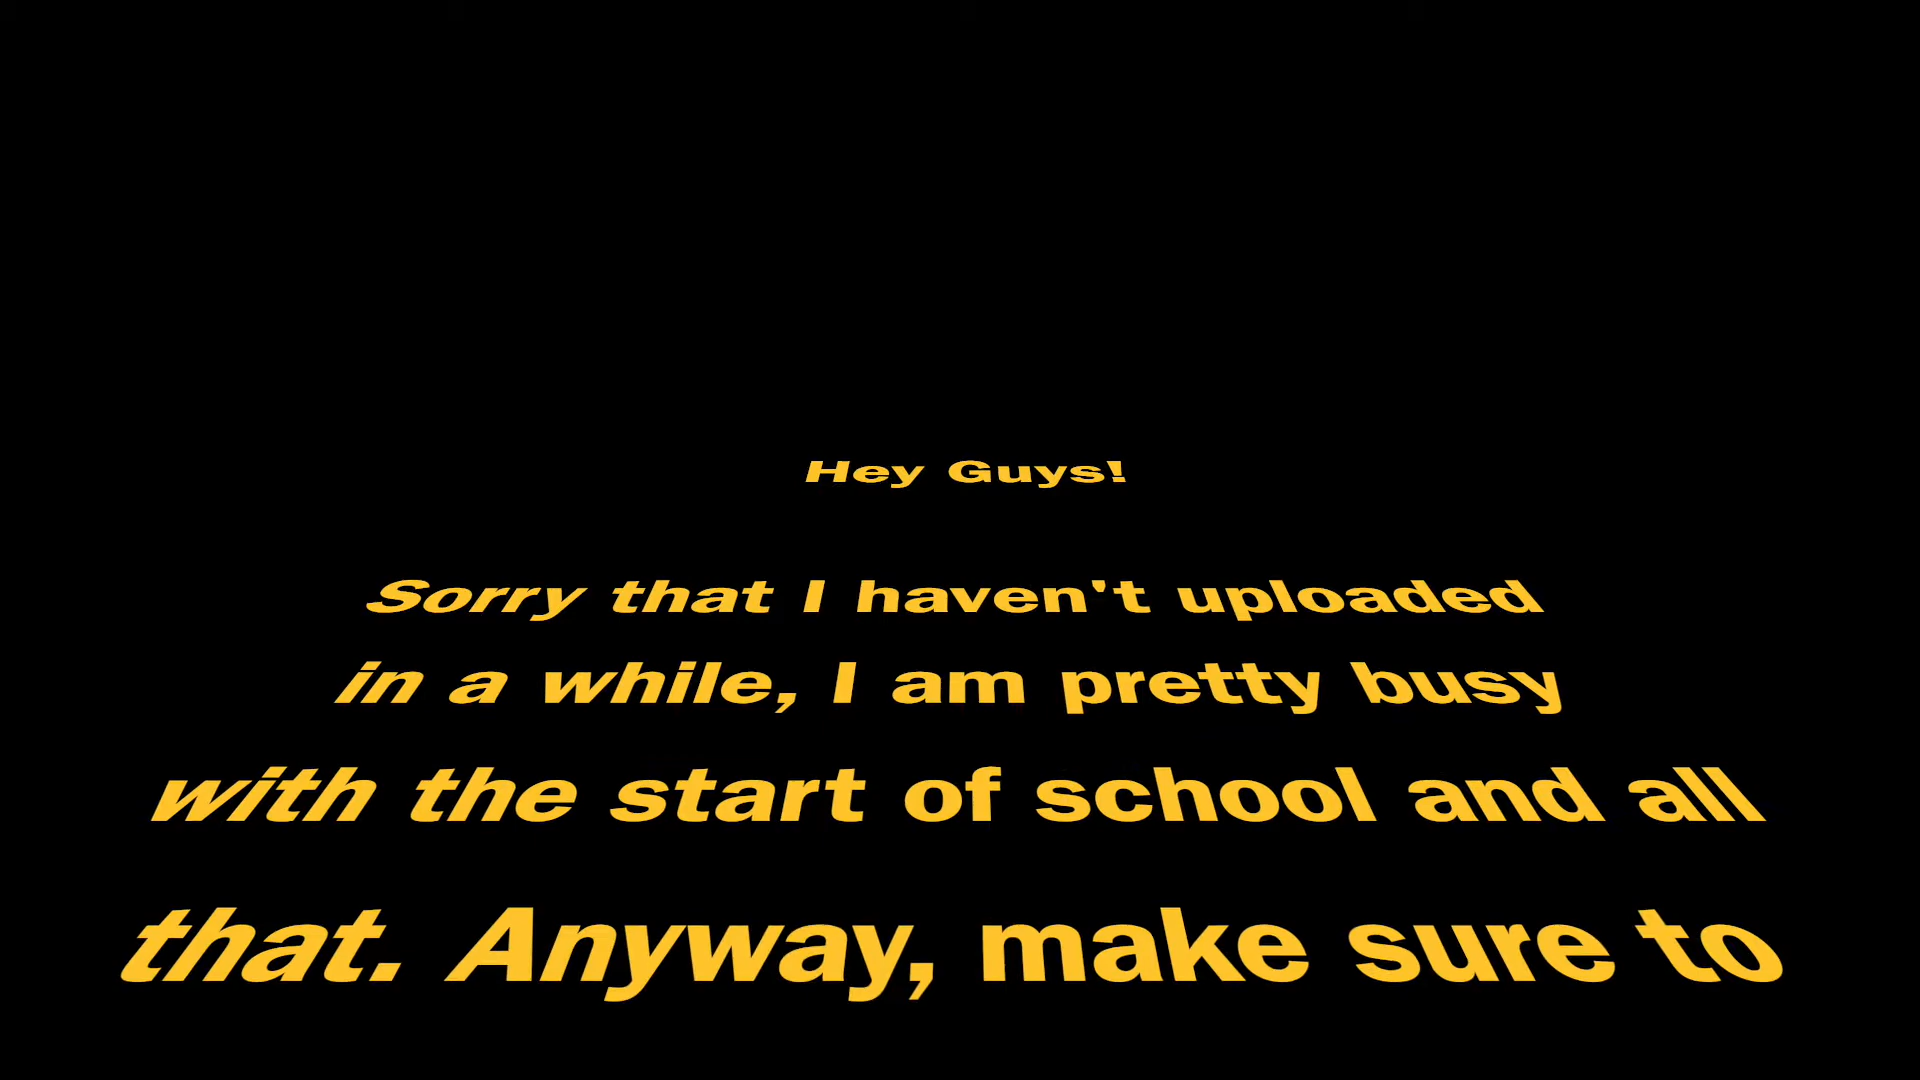 Hey Guys!
Sorry that I haven't uploaded
in a while, I am pretty busy
with the start of school and all
that. Anyway, make sure to